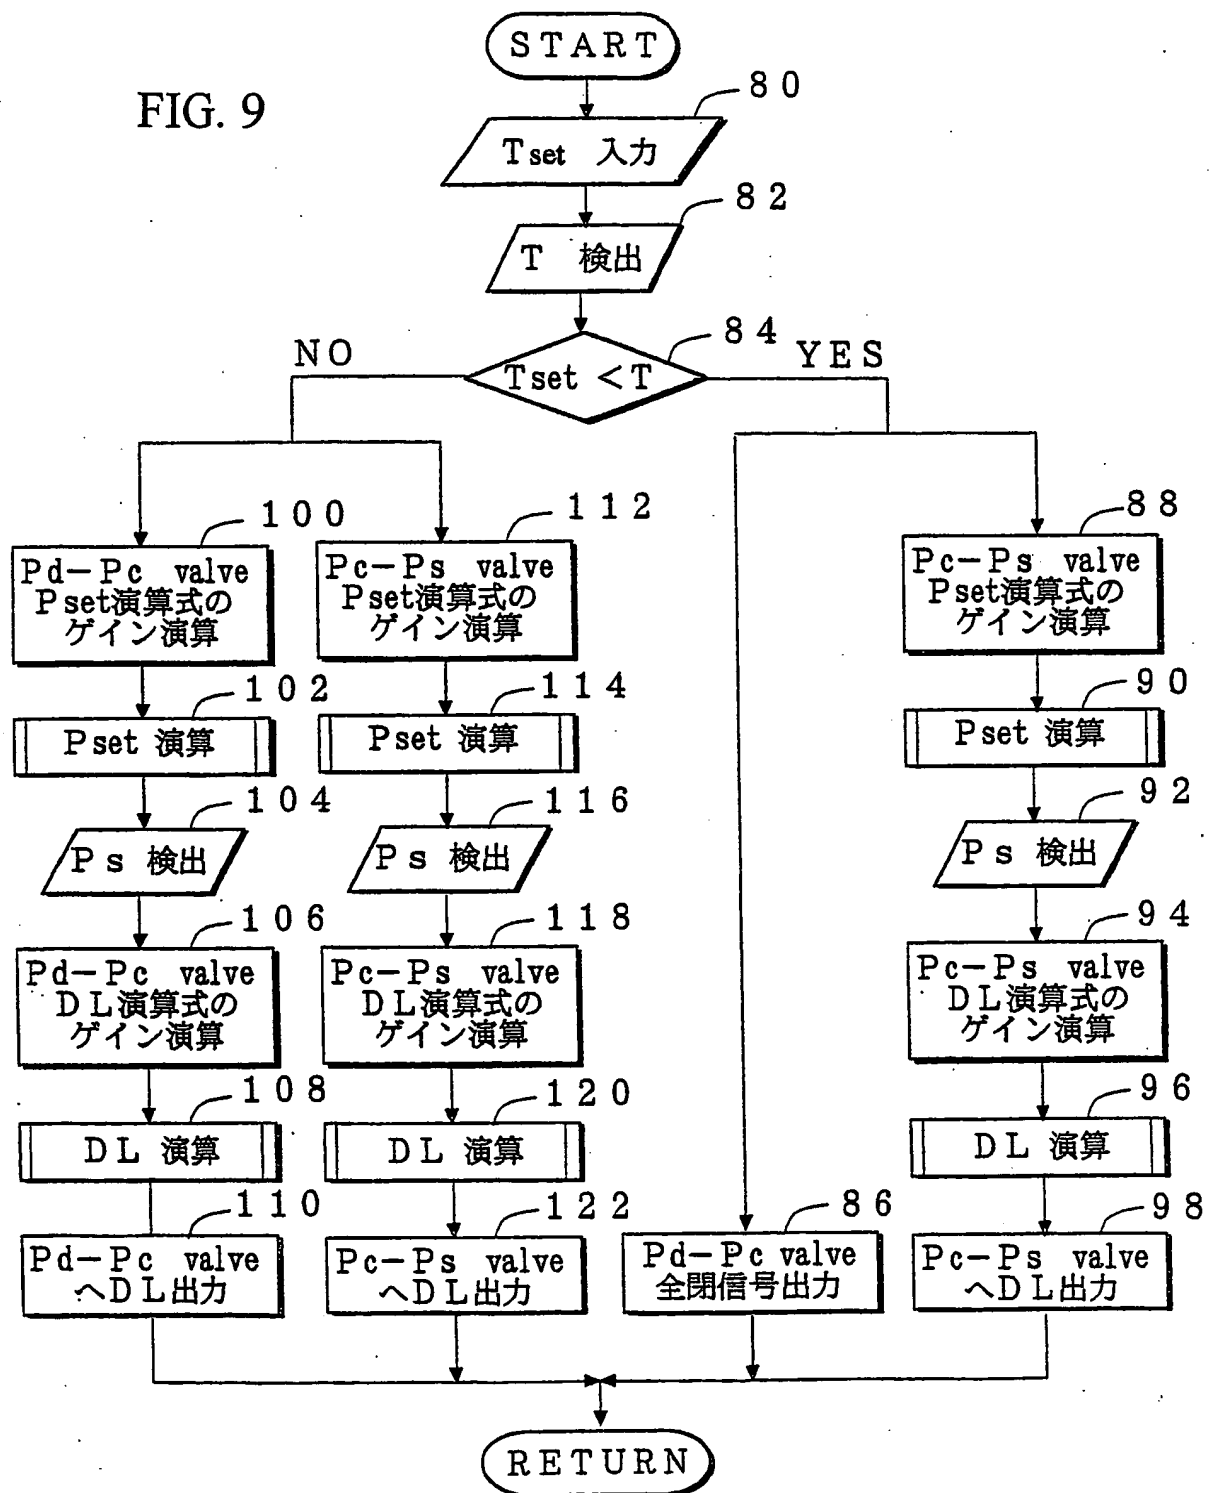 START
FIG. 9
80
Tset 入力
82
T 検出
84
NO
YES
Tset <T
100
Pd-Pc valve
Pset演算式の
ゲイン演算
112
Pc-Ps valve
Pset演算式の
ゲイン演算
88
Pc-Ps valve
Pset演算式の
ゲイン演算
102
Pset 演算
114
Pset 演算
90
Pset 演算
104
Ps 検出
116
Ps 検出
92
Ps 検出
106
Pd-Pc valve
DL演算式の
ゲイン演算
118
Pc-Ps valve
DL演算式の
ゲイン演算
94
Pc-Ps valve
DL演算式の
ゲイン演算
108
DL 演算
120
DL 演算
96
DL 演算
110
Pd-Pc valve
へDL出力
122
Pc-Ps valve
へDL出力
86
Pd-Pc valve
全閉信号出力
98
Pc-Ps valve
へDL出力
RETURN